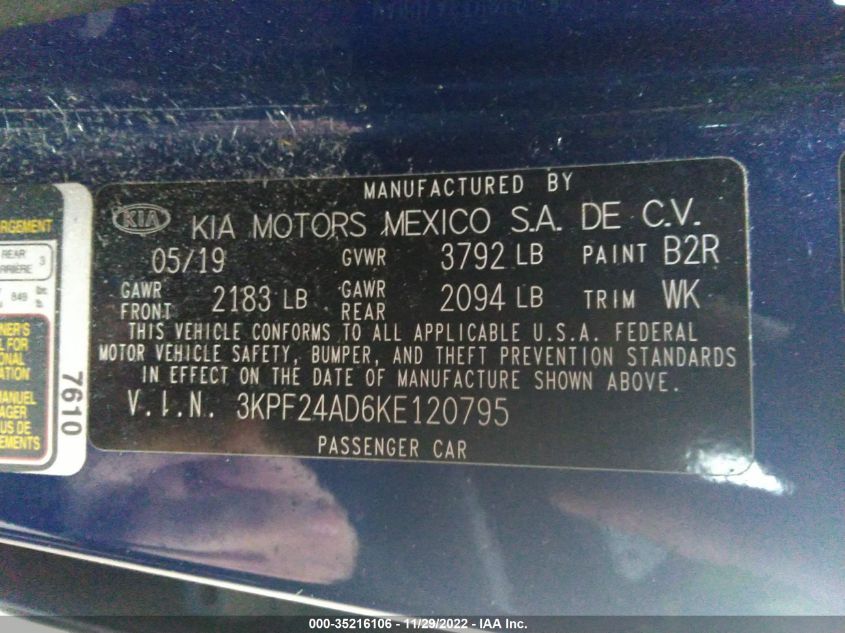 MANUFACTURED BY
KIA KIA MOTORS MEXICO S.A. DE C.V.
05/19 GVWR 3792 LB PAINT B2R
GAWR FRONT 2183 LB GAWR REAR 2094 LB TRIM WK
THIS VEHICLE CONFORMS TO ALL APPLICABLE U.S.A. FEDERAL
MOTOR VEHICLE SAFETY, BUMPER, AND THEFT PREVENTION STANDARDS
IN EFFECT ON THE DATE OF MANUFACTURE SHOWN ABOVE.
V.I.N. 3KPF24AD6KE120795
PASSENGER CAR
REAR 3
849
7610
000-35216106 - 11/29/2022 - IAA Inc.